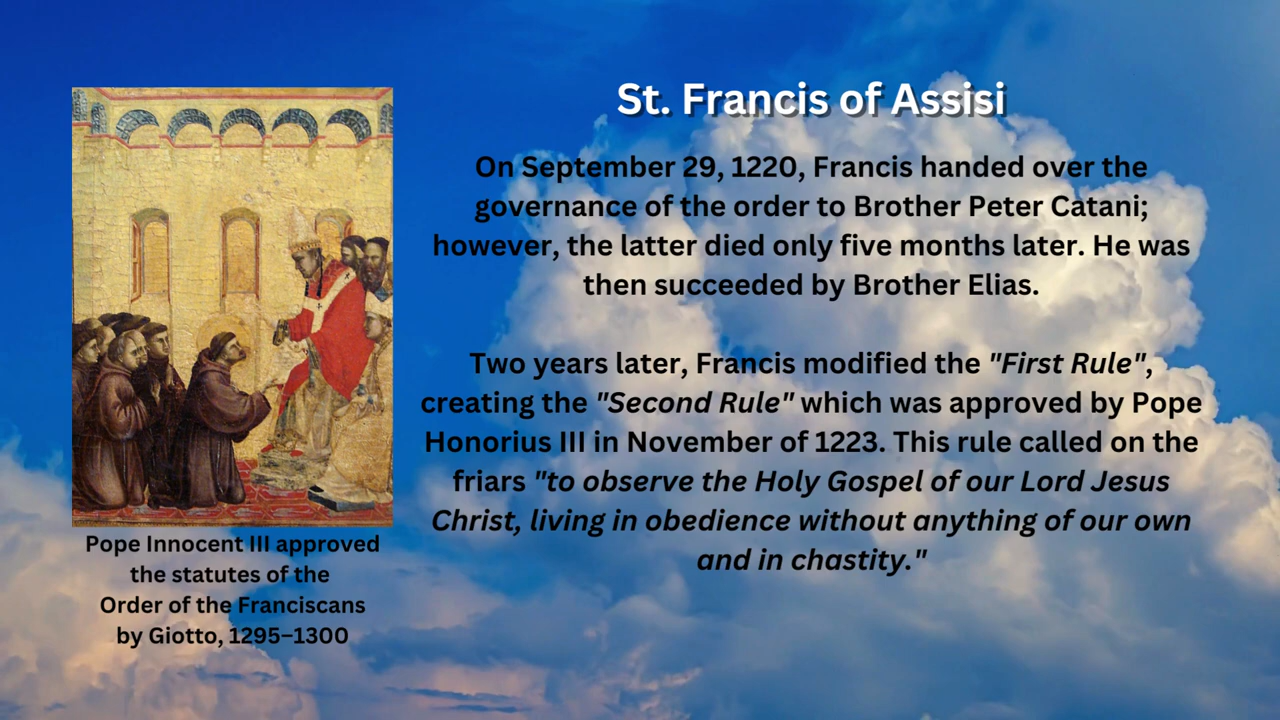 St. Francis of Assisi
On September 29, 1220, Francis handed over the
governance of the order to Brother Peter Catani;
however, the latter died only five months later. He was
then succeeded by Brother Elias.
Two years later, Francis modified the "First Rule",
creating the "Second Rule" which was approved by Pope
Honorius III in November of 1223. This rule called on the
friars "to observe the Holy Gospel of our Lord Jesus
Christ, living in obedience without anything of our own
and in chastity."
Pope Innocent III approved
the statutes of the
Order of the Franciscans
by Giotto, 1295–1300